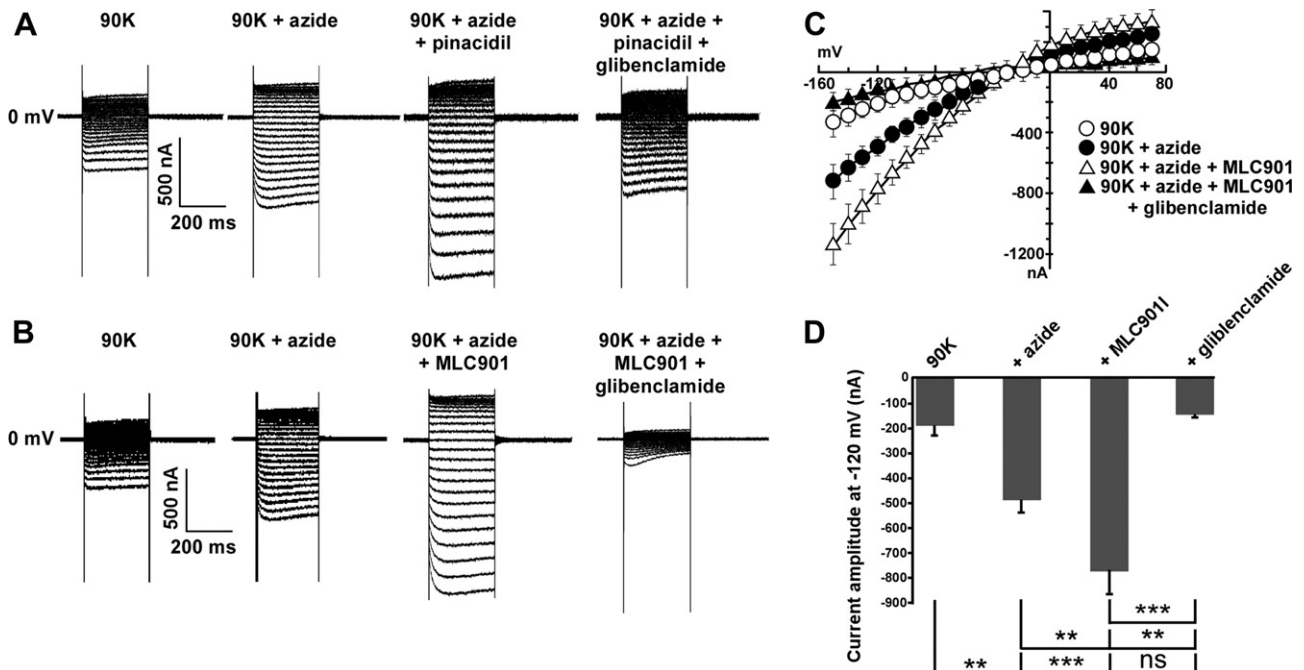 A
90K
90K + azide
90K + azide
+ pinacidil
90K + azide +
pinacidil +
glibenclamide
0 mV
500 nA
200 ms
B
90K
90K + azide
90K + azide
+ MLC901
90K + azide +
MLC901 +
glibenclamide
0 mV
500 nA
200 ms
C
mV
-160
-120
40
80
-400
-800
-1200
nA
90K
90K + azide
90K + azide + MLC901
90K + azide + MLC901
+ glibenclamide
D
90K
+ azide
+ MLC901l
+ gliblenclamide
Current amplitude at -120 mV (nA)
0
-100
-200
-300
-400
-500
-600
-700
-800
-900
***
** **
** *** ns